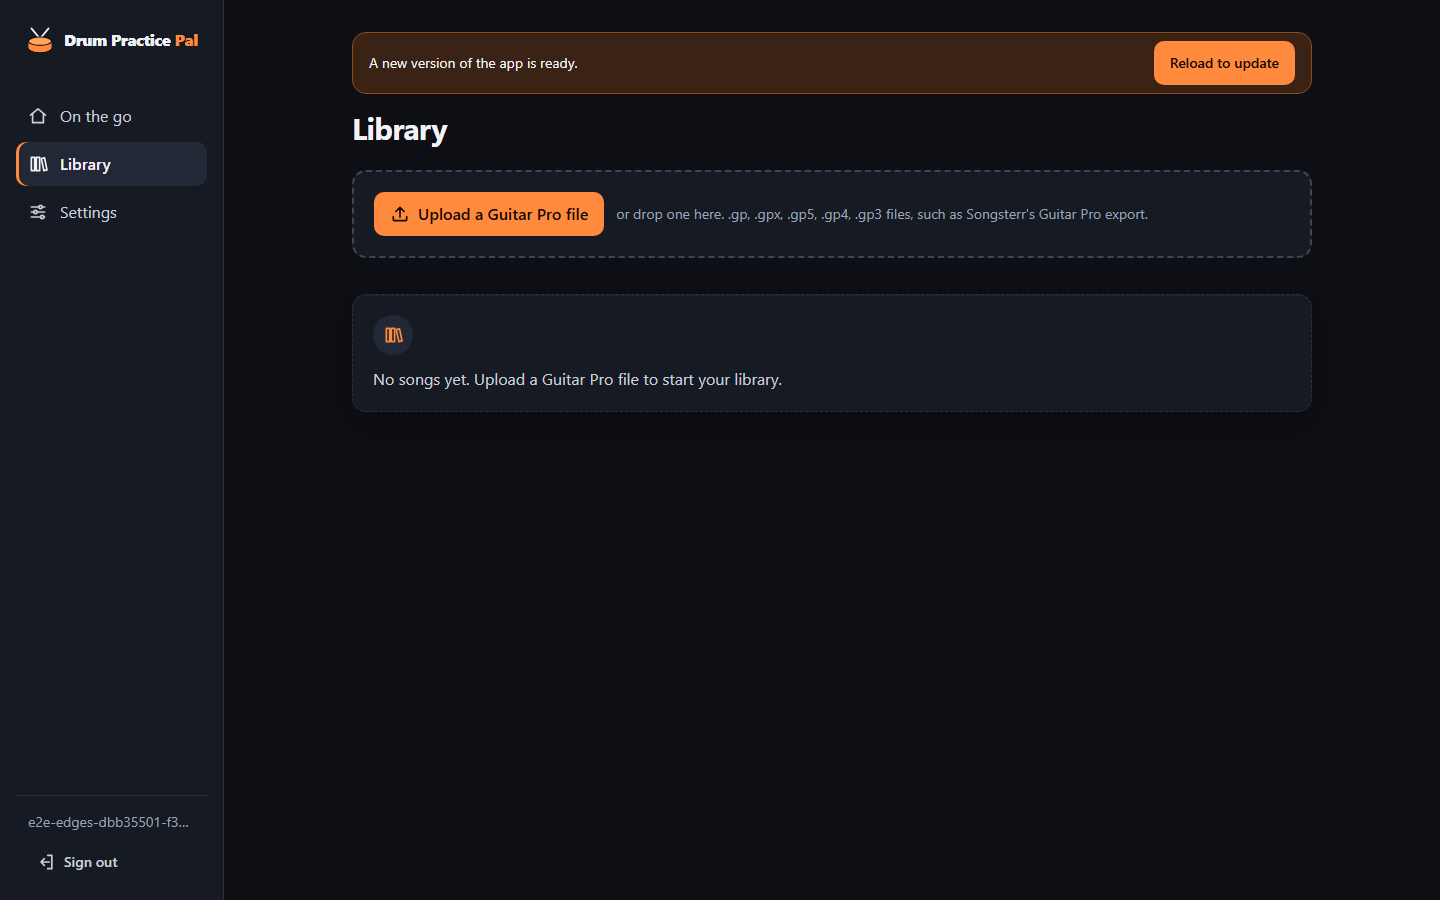 Drum Practice Pal
On the go
Library
Settings
e2e-edges-dbb35501-f3...
Sign out
A new version of the app is ready.
Reload to update
Library
Upload a Guitar Pro file
or drop one here. .gp, .gpx, .gp5, .gp4, .gp3 files, such as Songsterr's Guitar Pro export.
No songs yet. Upload a Guitar Pro file to start your library.